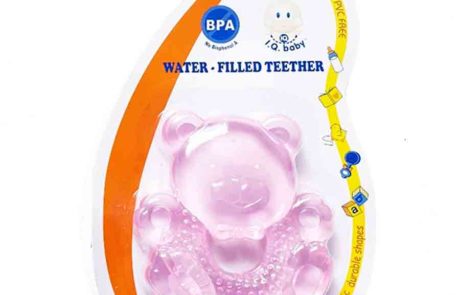 BPA
No Bisphenol A
I.Q. baby
PVC FREE
WATER - FILLED TEETHER
a
durable shapes